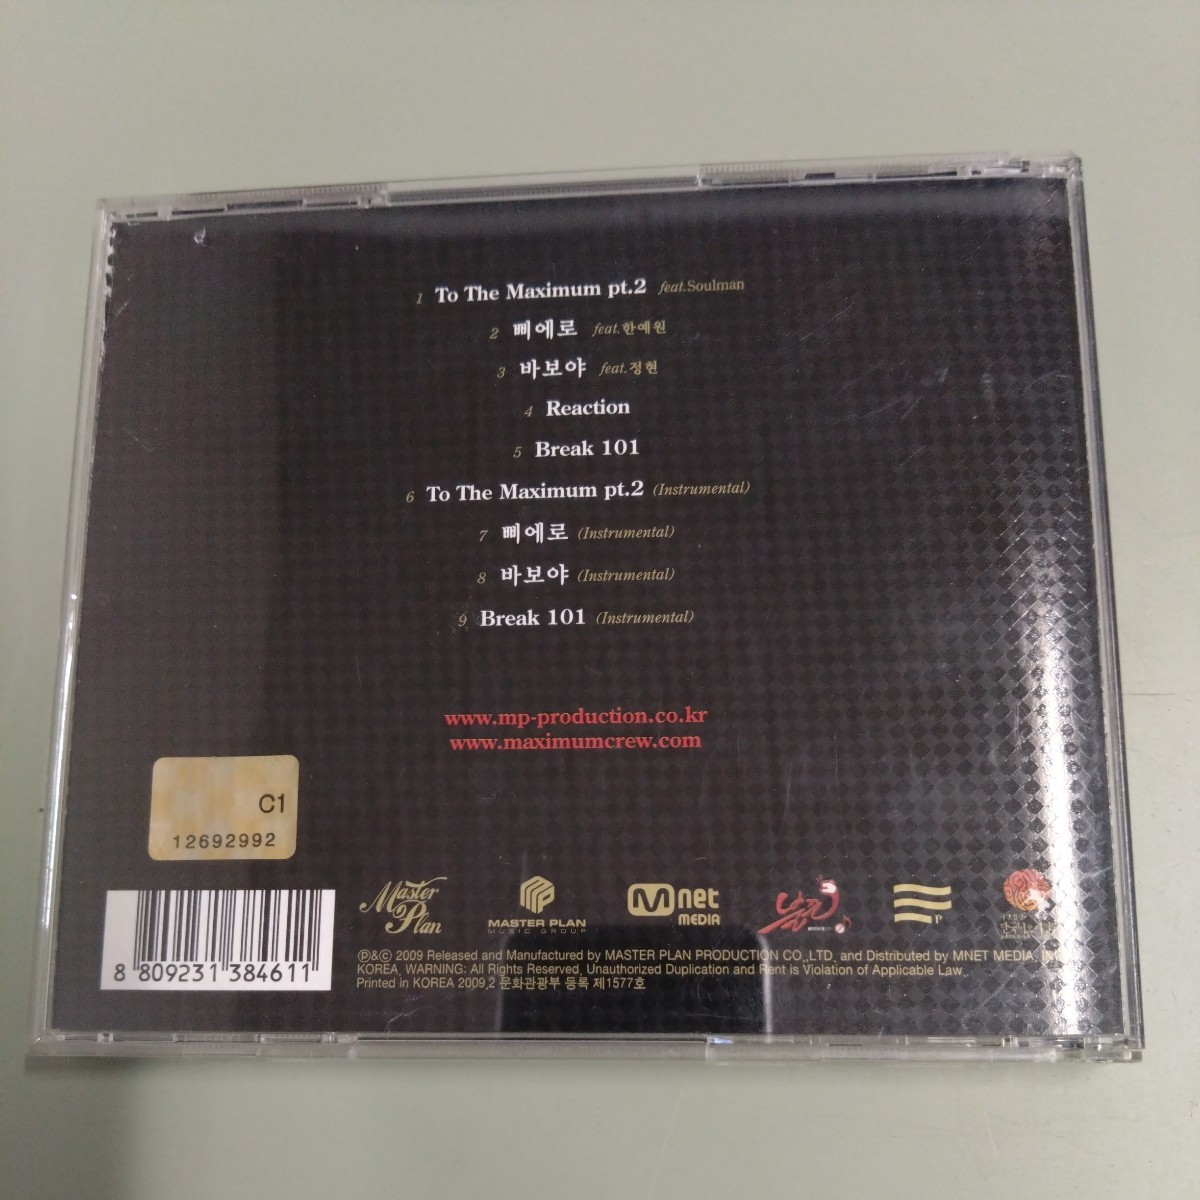 1 To The Maximum pt.2 feat.Soulman
2 삐에로 feat.한예원
3 바보야 feat.정현
4 Reaction
5 Break 101
6 To The Maximum pt.2 (Instrumental)
7 삐에로 (Instrumental)
8 바보야 (Instrumental)
9 Break 101 (Instrumental)
www.mp-production.co.kr
www.maximumcrew.com
C1
12692992
8 809231 384611
Master Plan
MASTER PLAN
MUSIC GROUP
M net MEDIA
P
℗&© 2009 Released and Manufactured by MASTER PLAN PRODUCTION CO.,LTD. and Distributed by MNET MEDIA, INC.
KOREA. WARNING: All Rights Reserved. Unauthorized Duplication and Rent is Violation of Applicable Law.
Printed in KOREA 2009.2 문화관광부 등록 제1577호